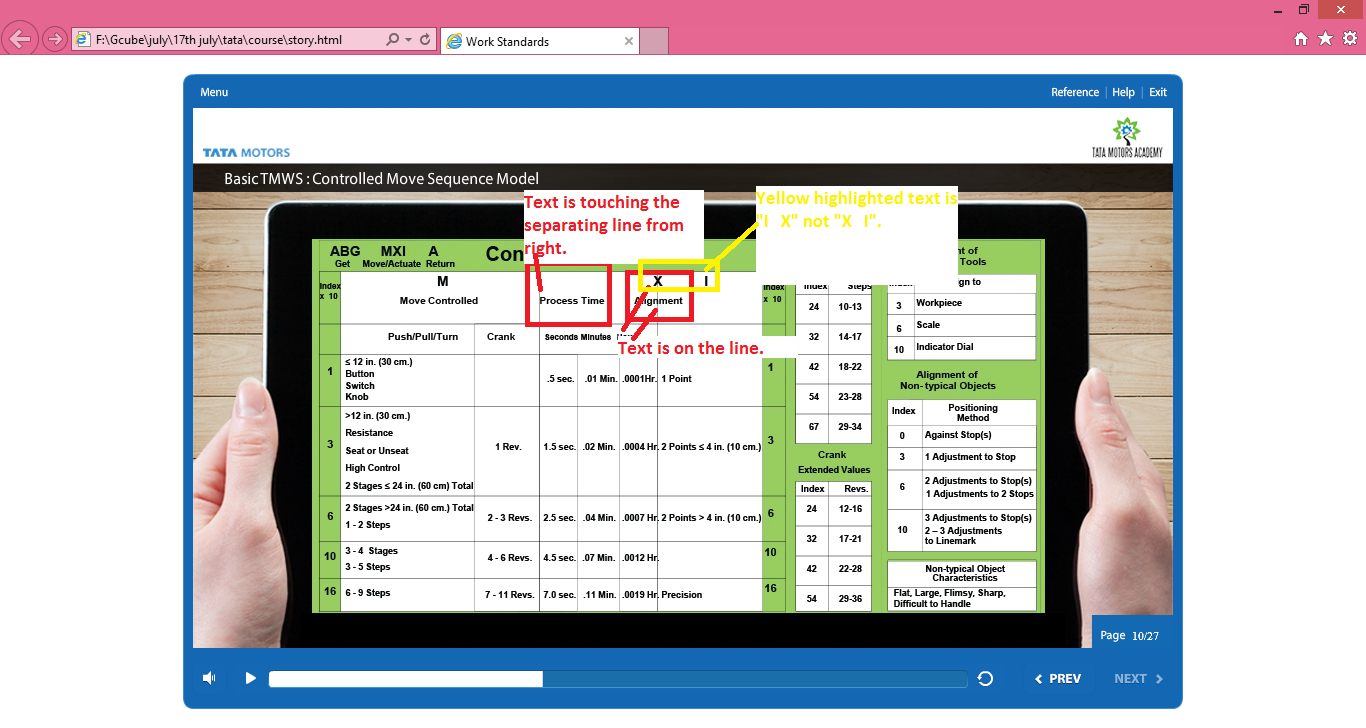 F:\Gcube\july\17th july\tata\course\story.html
Work Standards
Menu
Reference | Help | Exit
TATA MOTORS
TATA MOTORS ACADEMY
Basic TMWS : Controlled Move Sequence Model
Text is touching the
separating line from
right.
Yellow highlighted text is
"I X" not "X I".
ABG MXI A
Get Move/Actuate Return
Con
nt of
Tools
Index
x 10
M
Move Controlled
Process Time
X I
Alignment
Text is on the line.
Index
x 10
Push/Pull/Turn
Crank
Seconds Minutes
1
≤ 12 in. (30 cm.)
Button
Switch
Knob
.5 sec. .01 Min. .0001Hr. 1 Point
1
3
>12 in. (30 cm.)
Resistance
Seat or Unseat
High Control
2 Stages ≤ 24 in. (60 cm) Total
1 Rev.
1.5 sec. .02 Min. .0004 Hr. 2 Points ≤ 4 in. (10 cm.)
3
6
2 Stages >24 in. (60 cm.) Total
1 - 2 Steps
2 - 3 Revs. 2.5 sec. .04 Min. .0007 Hr. 2 Points > 4 in. (10 cm.)
6
10
3 - 4 Stages
3 - 5 Steps
4 - 6 Revs. 4.5 sec. .07 Min. .0012 Hr.
10
16 6 - 9 Steps 7 - 11 Revs. 7.0 sec. .11 Min. .0019 Hr. Precision
16
Index Steps
24 10-13
32 14-17
42 18-22
54 23-28
67 29-34
Crank
Extended Values
Index Revs.
24 12-16
32 17-21
42 22-28
54 29-36
gn to
3 Workpiece
6 Scale
10 Indicator Dial
Alignment of
Non-typical Objects
Index
Positioning
Method
0 Against Stop(s)
3 1 Adjustment to Stop
6
2 Adjustments to Stop(s)
1 Adjustments to 2 Stops
10
3 Adjustments to Stop(s)
2 – 3 Adjustments
to Linemark
Non-typical Object
Characteristics
Flat, Large, Flimsy, Sharp,
Difficult to Handle
Page 10/27
PREV
NEXT